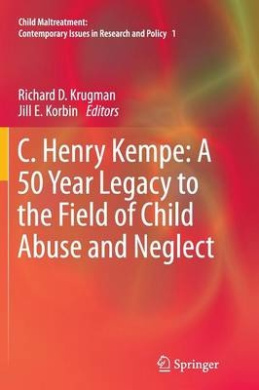 Child Maltreatment:
Contemporary Issues in Research and Policy 1
Richard D. Krugman
Jill E. Korbin Editors
C. Henry Kempe: A
50 Year Legacy to
the Field of Child
Abuse and Neglect
Springer